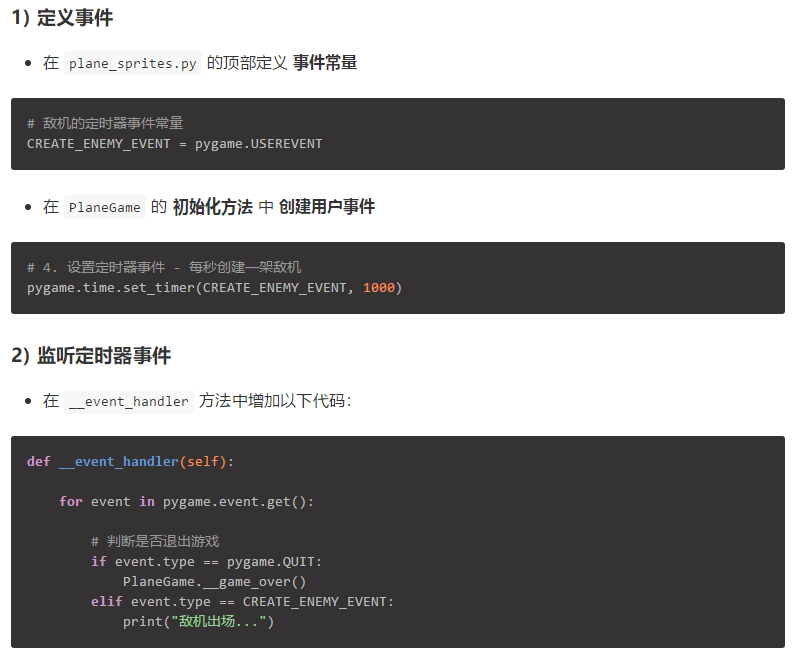 1) 定义事件
在 plane_sprites.py 的顶部定义 事件常量
# 敌机的定时器事件常量
CREATE_ENEMY_EVENT = pygame.USEREVENT
在 PlaneGame 的 初始化方法 中 创建用户事件
# 4. 设置定时器事件 - 每秒创建一架敌机
pygame.time.set_timer(CREATE_ENEMY_EVENT, 1000)
2) 监听定时器事件
在 __event_handler 方法中增加以下代码：
def __event_handler(self):
for event in pygame.event.get():
# 判断是否退出游戏
if event.type == pygame.QUIT:
PlaneGame.__game_over()
elif event.type == CREATE_ENEMY_EVENT:
print("敌机出场...")